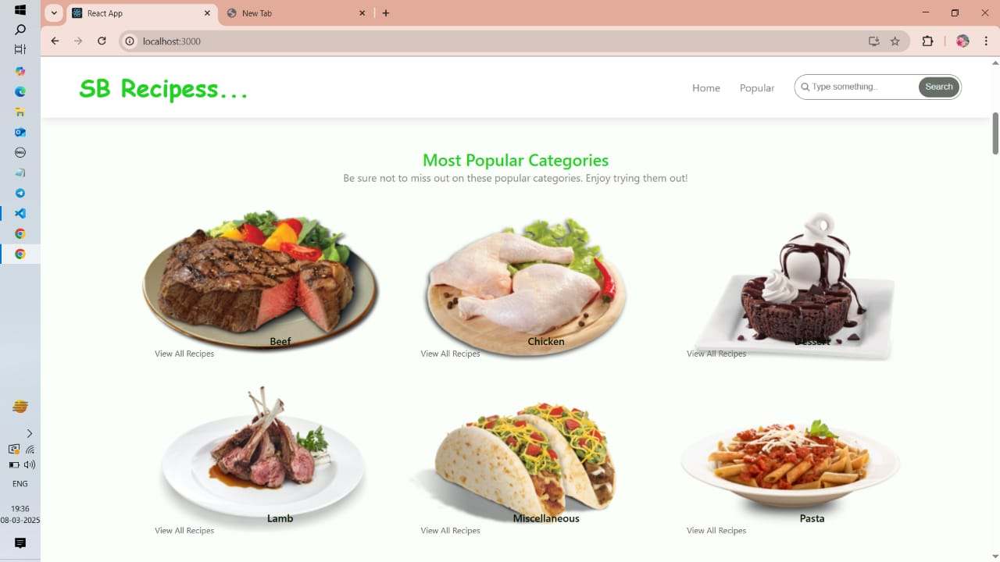 React App
New Tab
localhost:3000
SB Recipess...
Home
Popular
Type something..
Search
Most Popular Categories
Be sure not to miss out on these popular categories. Enjoy trying them out!
Beef
View All Recipes
Chicken
View All Recipes
Dessert
View All Recipes
Lamb
View All Recipes
Miscellaneous
View All Recipes
Pasta
View All Recipes
DELL
ENG
19:36
08-03-2025